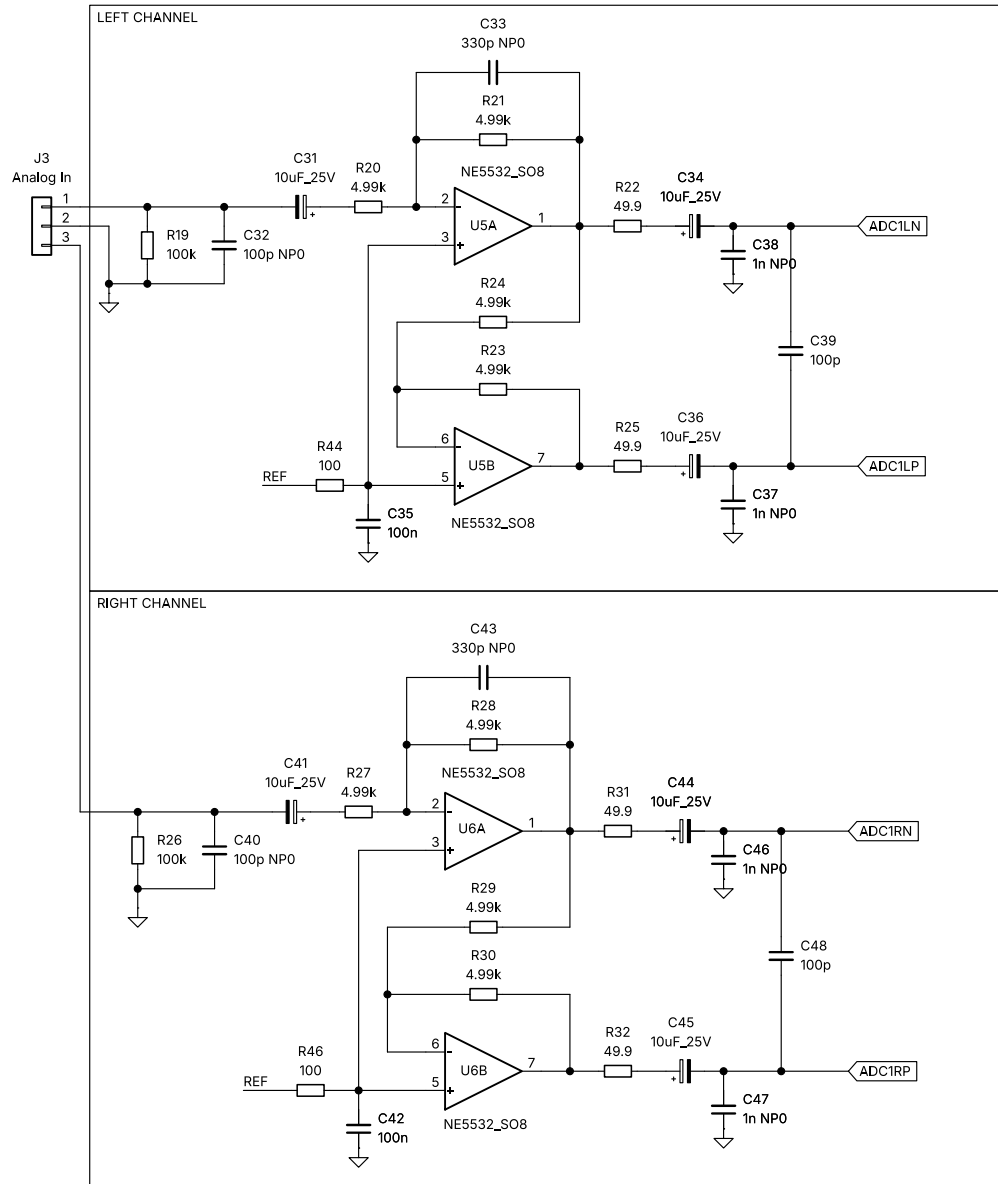 LEFT CHANNEL
C33
330p NP0
R21
4.99k
J3
Analog In
1
2
3
C31
10uF_25V
+
R20
4.99k
NE5532_SO8
2
-
U5A
1
3
+
R22
49.9
C34
10uF_25V
+
ADC1LN
R19
100k
C32
100p NP0
C38
1n NP0
R24
4.99k
R23
4.99k
C39
100p
R44
100
REF
6
-
U5B
7
5
+
NE5532_SO8
R25
49.9
C36
10uF_25V
+
ADC1LP
C35
100n
C37
1n NP0
RIGHT CHANNEL
C43
330p NP0
R28
4.99k
C41
10uF_25V
+
R27
4.99k
NE5532_SO8
2
-
U6A
1
3
+
R31
49.9
C44
10uF_25V
+
ADC1RN
R26
100k
C40
100p NP0
C46
1n NP0
R29
4.99k
R30
4.99k
C48
100p
R46
100
REF
6
-
U6B
7
5
+
NE5532_SO8
R32
49.9
C45
10uF_25V
+
ADC1RP
C42
100n
C47
1n NP0